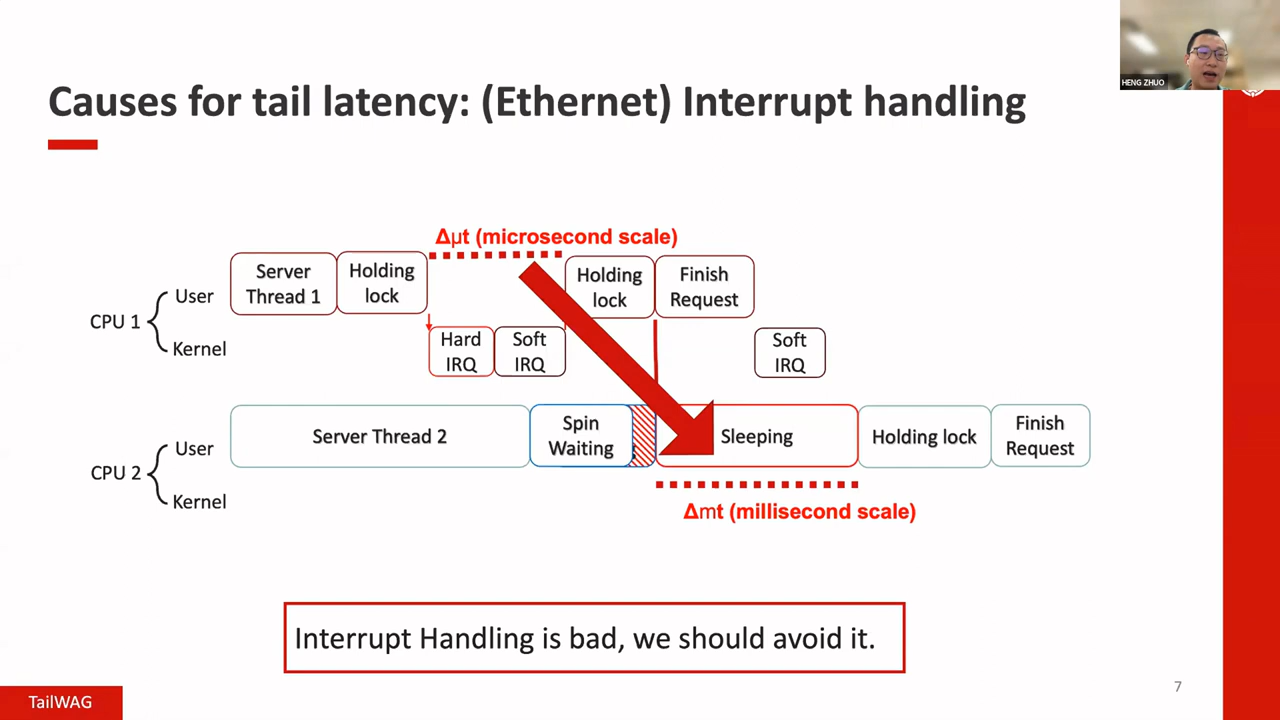 HENG ZHUO
Causes for tail latency: (Ethernet) Interrupt handling
Δµt (microsecond scale)
CPU 1
User
Kernel
Server
Thread 1
Holding
lock
Hard
IRQ
Soft
IRQ
Holding
lock
Finish
Request
Soft
IRQ
CPU 2
User
Kernel
Server Thread 2
Spin
Waiting
Sleeping
Holding lock
Finish
Request
Δmt (millisecond scale)
Interrupt Handling is bad, we should avoid it.
TailWAG
7